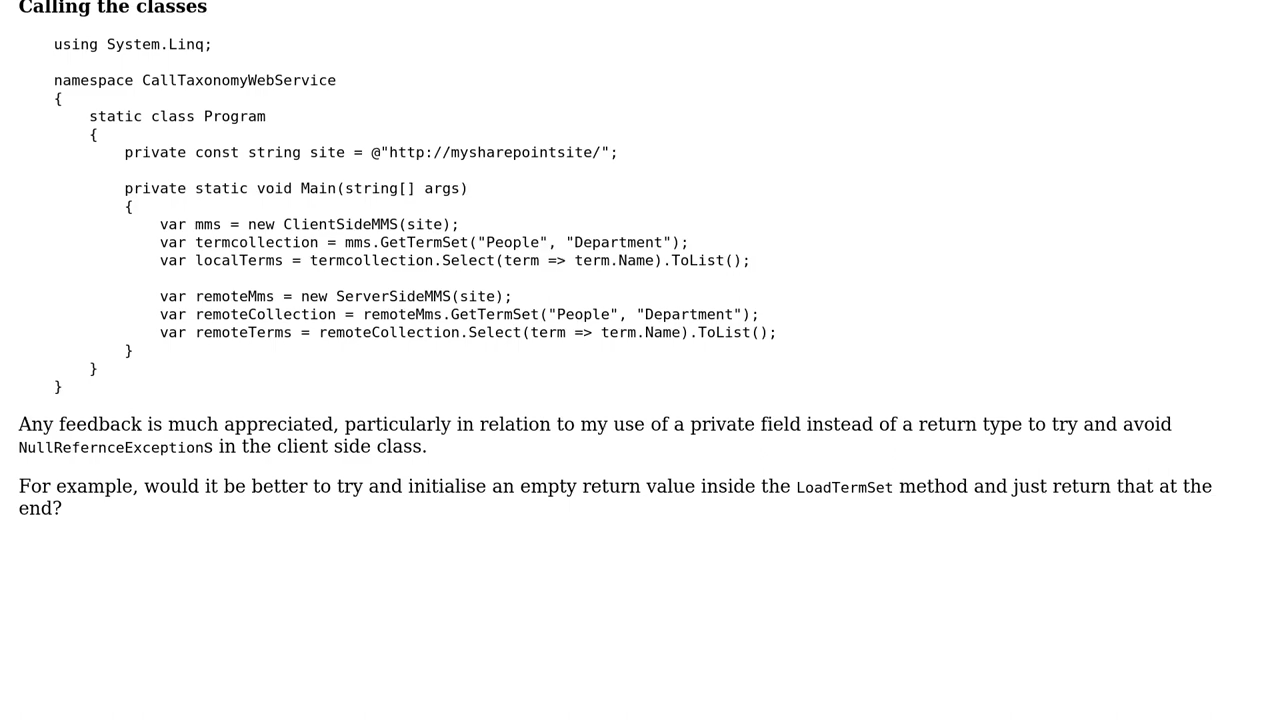 Calling the classes
using System.Linq;
namespace CallTaxonomyWebService
{
static class Program
{
private const string site = @"http://mysharepointsite/";
private static void Main(string[] args)
{
var mms = new ClientSideMMS(site);
var termcollection = mms.GetTermSet("People", "Department");
var localTerms = termcollection.Select(term => term.Name).ToList();
var remoteMms = new ServerSideMMS(site);
var remoteCollection = remoteMms.GetTermSet("People", "Department");
var remoteTerms = remoteCollection.Select(term => term.Name).ToList();
}
}
}
Any feedback is much appreciated, particularly in relation to my use of a private field instead of a return type to try and avoid
NullRefernceExceptions in the client side class.
For example, would it be better to try and initialise an empty return value inside the LoadTermSet method and just return that at the
end?